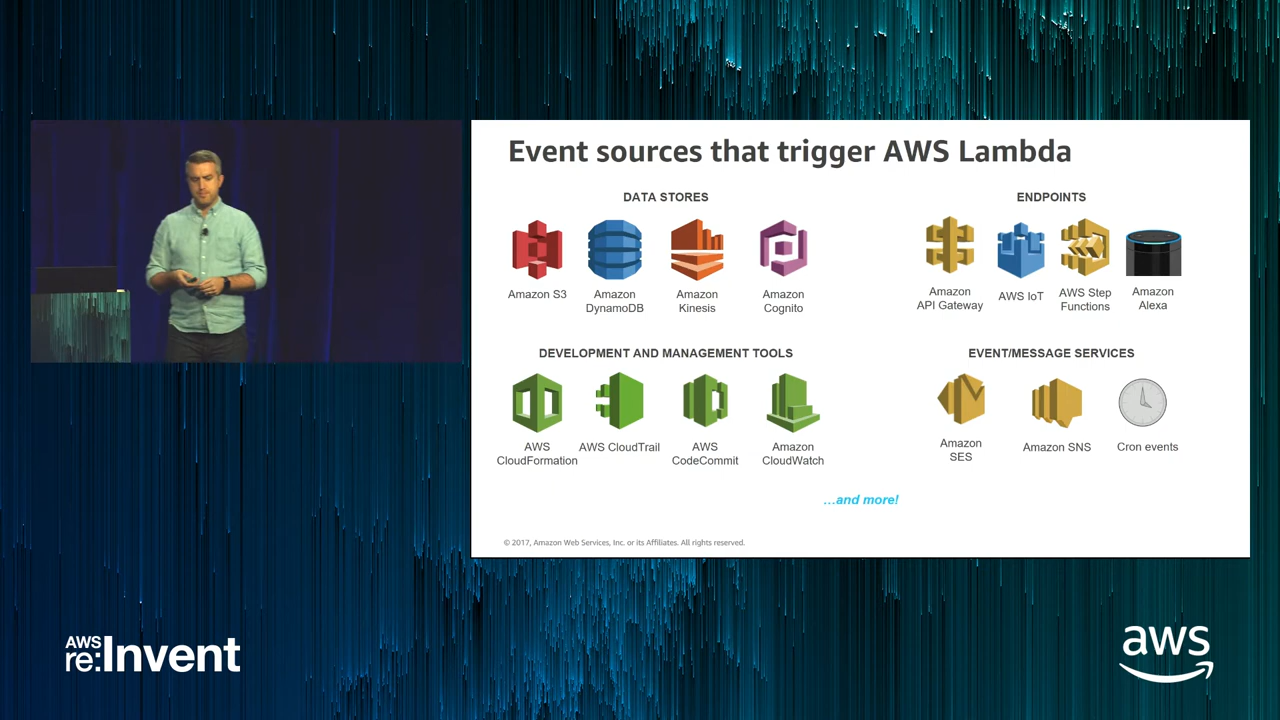 Event sources that trigger AWS Lambda
DATA STORES
Amazon S3
Amazon
DynamoDB
Amazon
Kinesis
Amazon
Cognito
ENDPOINTS
Amazon
API Gateway
AWS IoT
AWS Step
Functions
Amazon
Alexa
DEVELOPMENT AND MANAGEMENT TOOLS
AWS
CloudFormation
AWS CloudTrail
AWS
CodeCommit
Amazon
CloudWatch
EVENT/MESSAGE SERVICES
Amazon
SES
Amazon SNS
Cron events
…and more!
© 2017, Amazon Web Services, Inc. or its Affiliates. All rights reserved.
AWS
re:Invent
aws